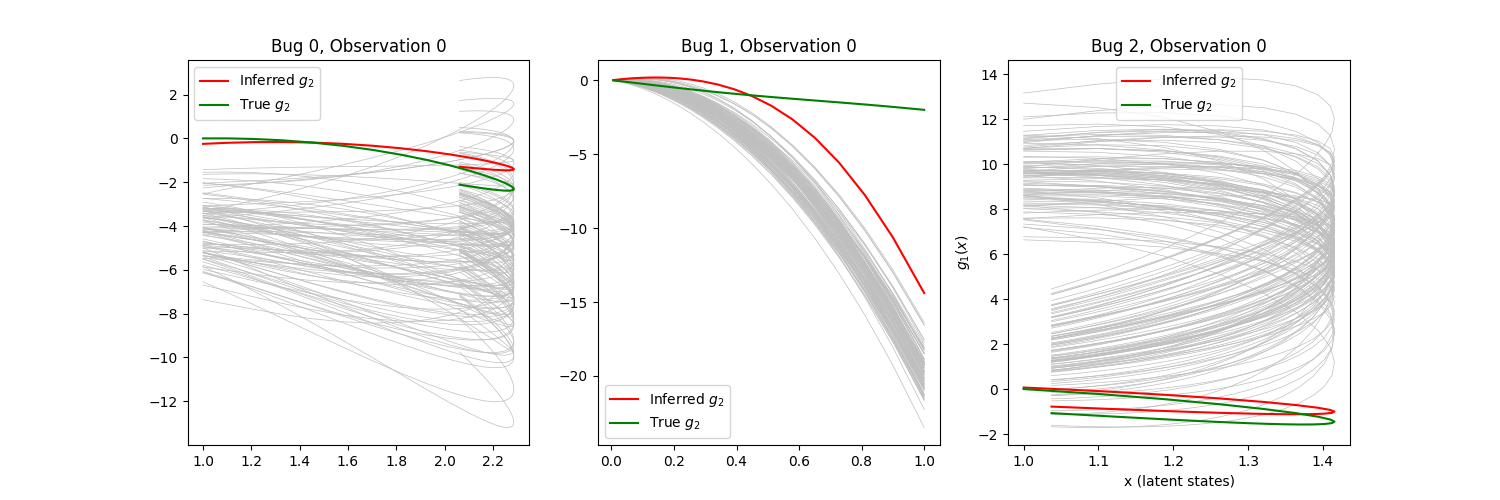 Bug 0, Observation 0
Inferred g₂
True g₂
2
0
−2
−4
−6
−8
−10
−12
1.0 1.2 1.4 1.6 1.8 2.0 2.2
Bug 1, Observation 0
0
−5
−10
−15
−20
Inferred g₂
True g₂
0.0 0.2 0.4 0.6 0.8 1.0
Bug 2, Observation 0
Inferred g₂
True g₂
14
12
10
8
6
4
2
0
−2
g₁(x)
1.0 1.1 1.2 1.3 1.4
x (latent states)